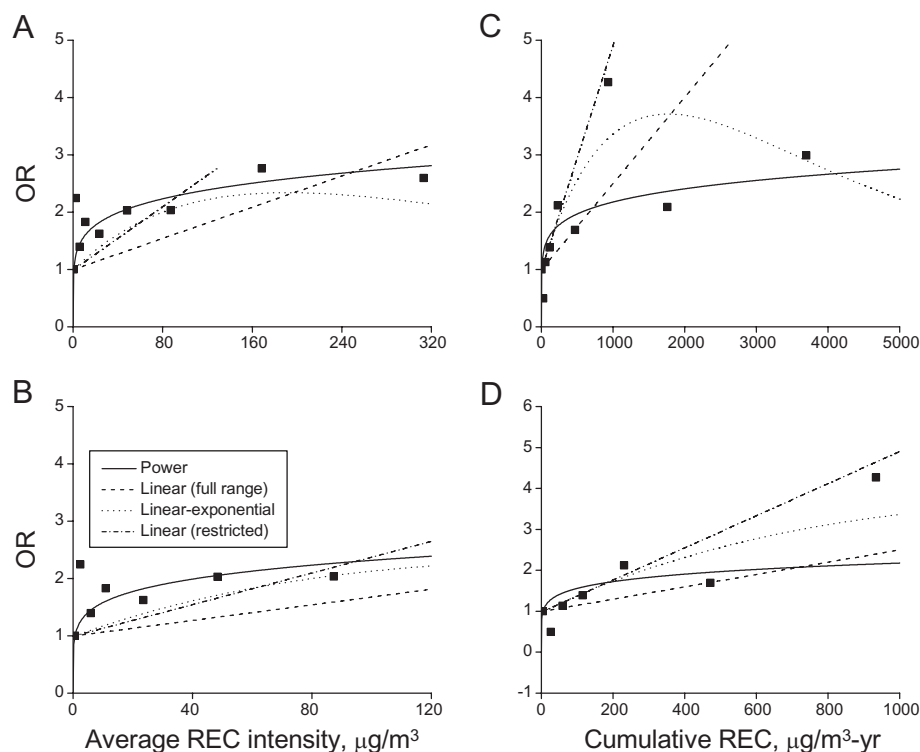 A
5
4
3
2
1
0
OR
0 80 160 240 320
C
5
4
3
2
1
0
0 1000 2000 3000 4000 5000
B
5
4
3
2
1
0
OR
Power
Linear (full range)
Linear-exponential
Linear (restricted)
0 40 80 120
Average REC intensity, μg/m³
D
6
5
4
3
2
1
0
-1
0 200 400 600 800 1000
Cumulative REC, μg/m³-yr